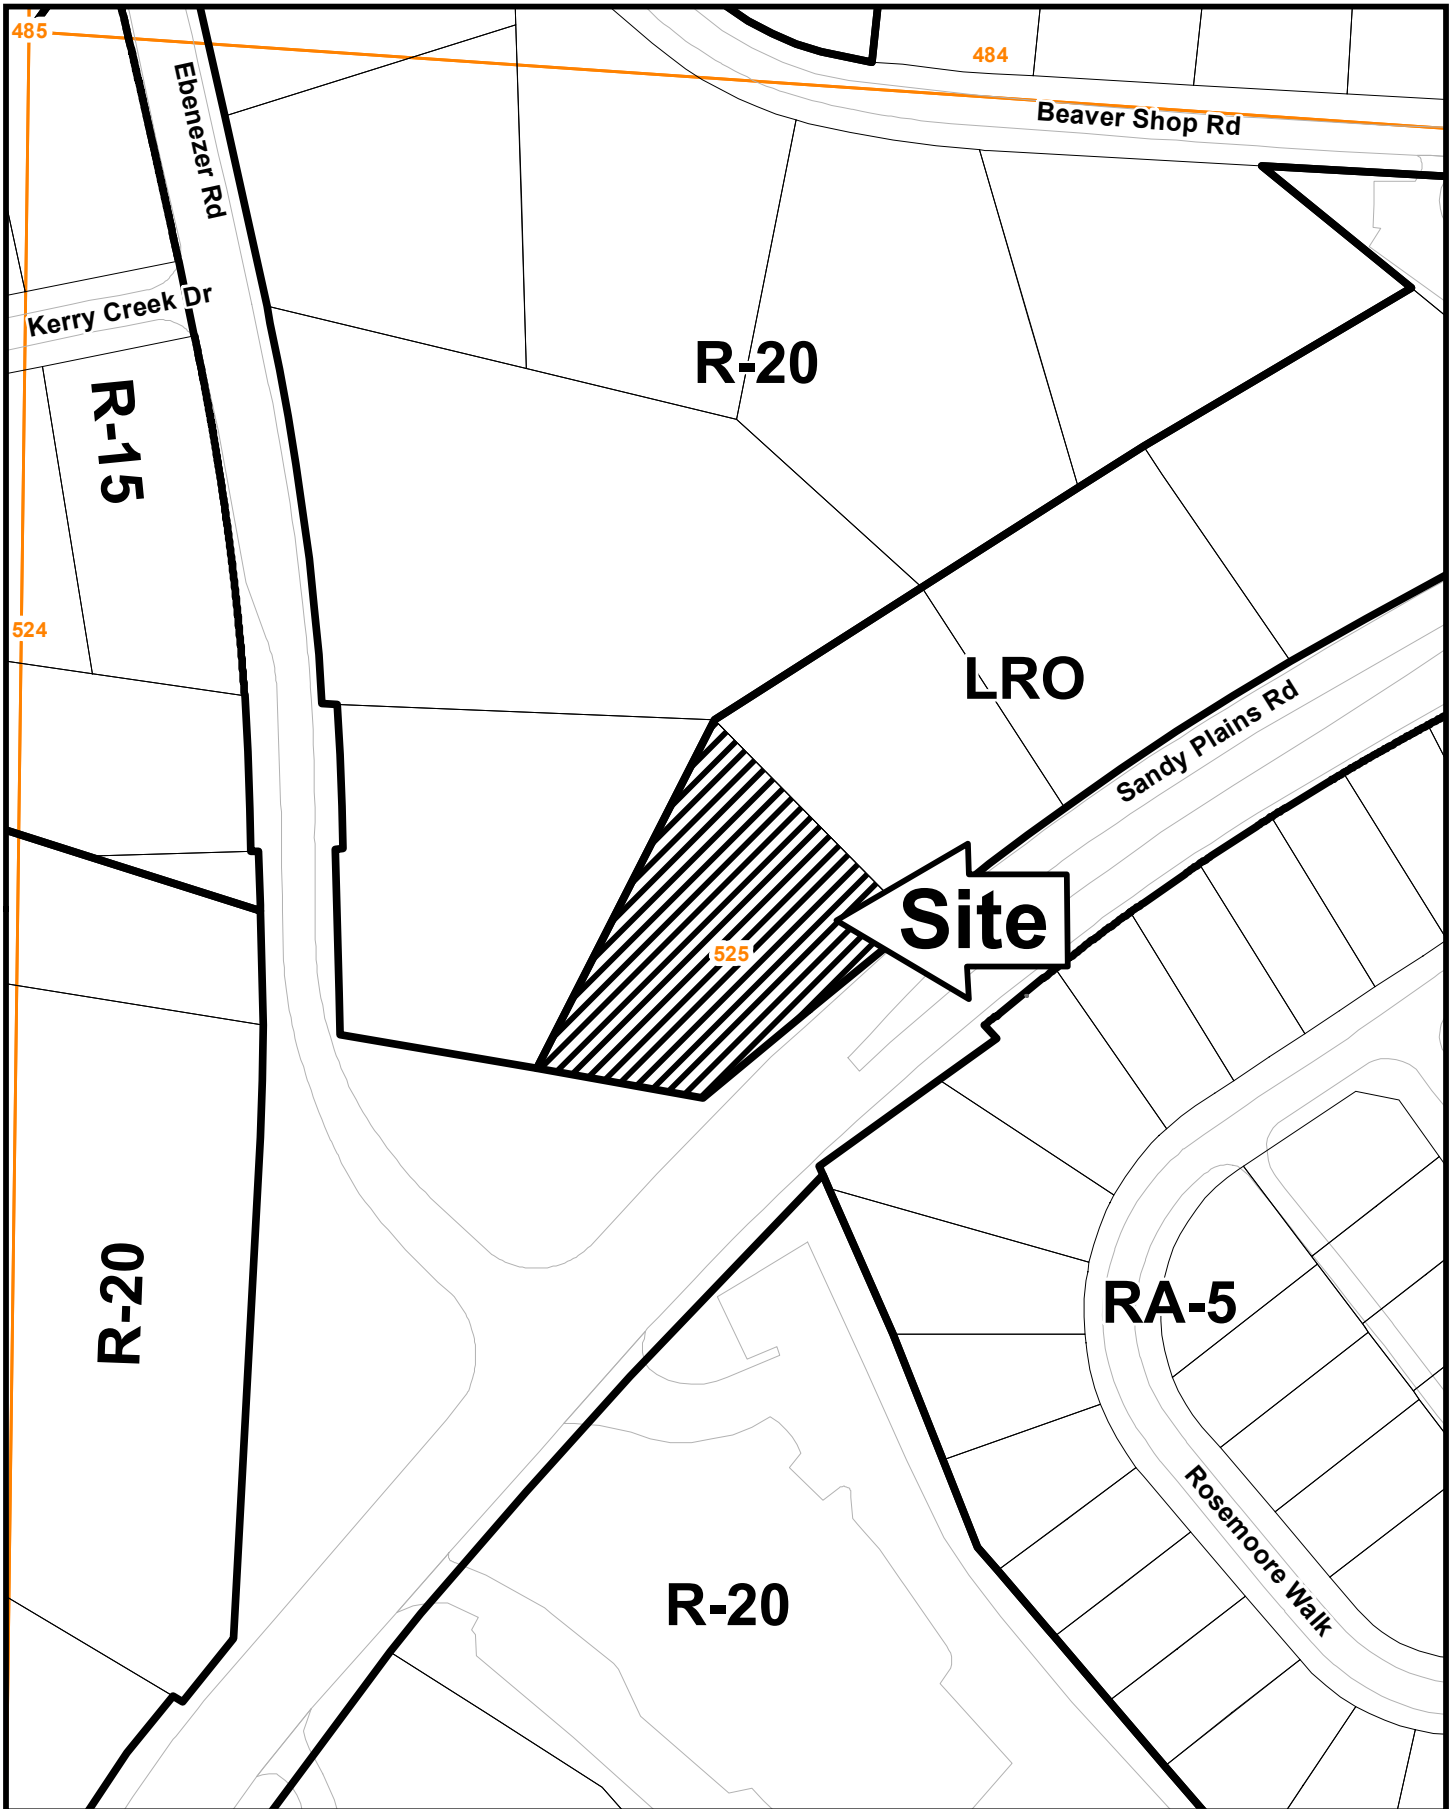 485
484
Ebenezer Rd
Beaver Shop Rd
Kerry Creek Dr
R-20
R-15
524
LRO
Sandy Plains Rd
Site
525
R-20
RA-5
Rosemoore Walk
R-20